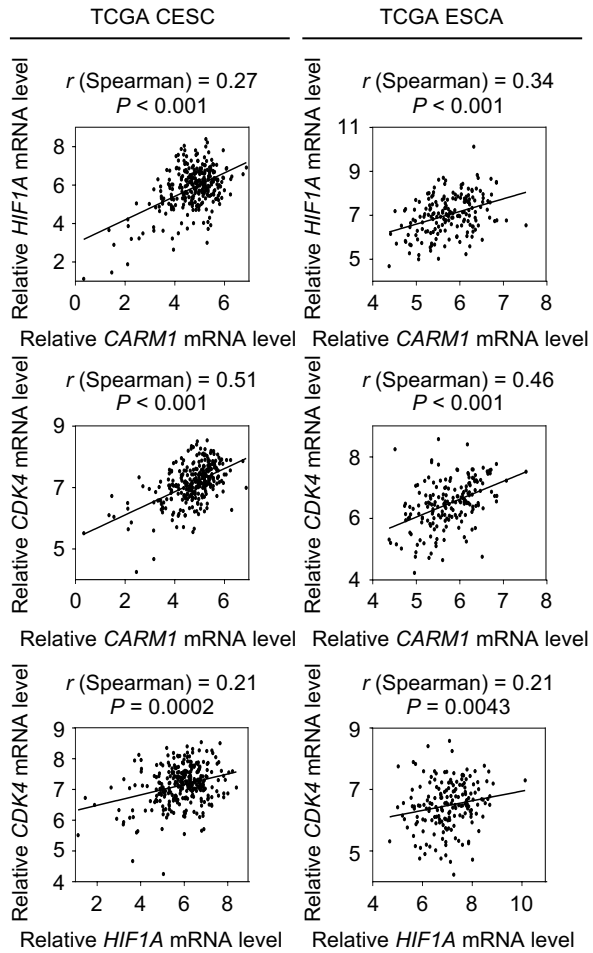 TCGA CESC
TCGA ESCA
r (Spearman) = 0.27
P < 0.001
Relative HIF1A mRNA level
8
6
4
2
0 2 4 6
Relative CARM1 mRNA level
r (Spearman) = 0.34
P < 0.001
Relative HIF1A mRNA level
11
9
7
5
4 5 6 7 8
Relative CARM1 mRNA level
r (Spearman) = 0.51
P < 0.001
Relative CDK4 mRNA level
9
7
5
0 2 4 6
Relative CARM1 mRNA level
r (Spearman) = 0.46
P < 0.001
Relative CDK4 mRNA level
8
6
4
4 5 6 7 8
Relative CARM1 mRNA level
r (Spearman) = 0.21
P = 0.0002
Relative CDK4 mRNA level
9
8
7
6
5
4
2 4 6 8
Relative HIF1A mRNA level
r (Spearman) = 0.21
P = 0.0043
Relative CDK4 mRNA level
9
7
5
4 6 8 10
Relative HIF1A mRNA level